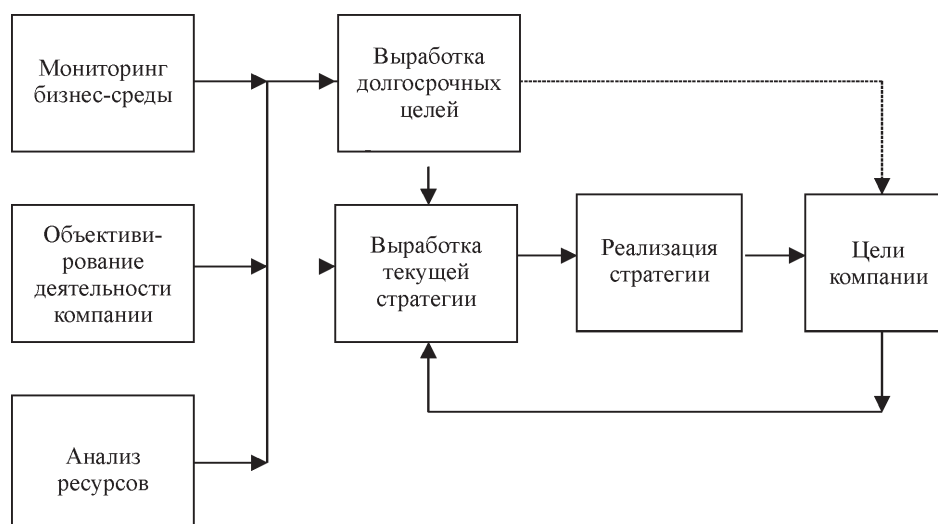 Мониторинг
бизнес-среды
Выработка
долгосрочных
целей
Объективи-
рование
деятельности
компании
Выработка
текущей
стратегии
Реализация
стратегии
Цели
компании
Анализ
ресурсов